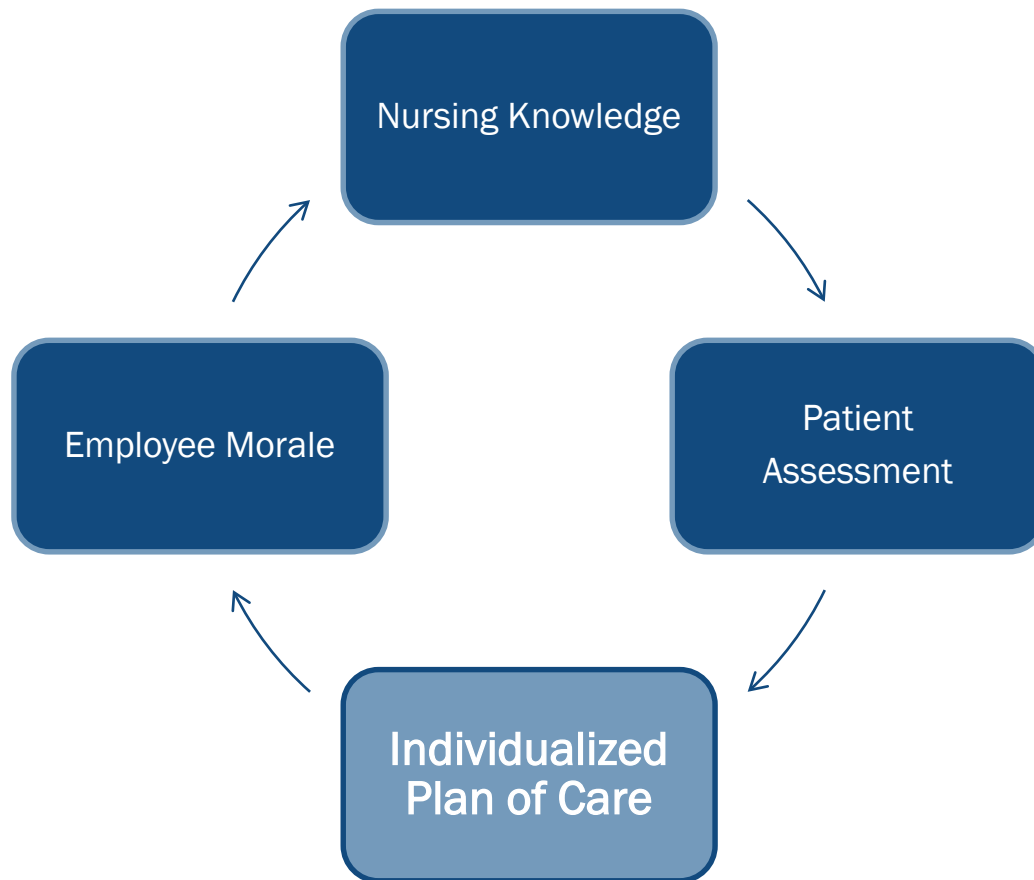 Nursing Knowledge
Employee Morale
Patient
Assessment
Individualized
Plan of Care